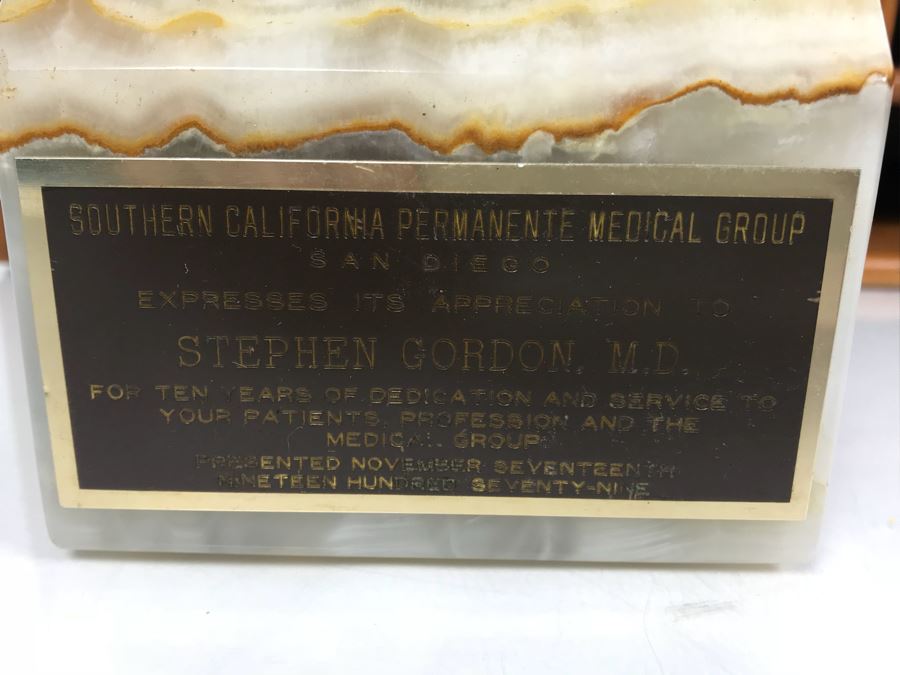 SOUTHERN CALIFORNIA PERMANENTE MEDICAL GROUP
SAN DIEGO
EXPRESSES ITS APPRECIATION TO
STEPHEN GORDON, M.D.
FOR TEN YEARS OF DEDICATION AND SERVICE TO
YOUR PATIENTS, PROFESSION AND THE
MEDICAL GROUP
PRESENTED NOVEMBER SEVENTEENTH
NINETEEN HUNDRED SEVENTY-NINE